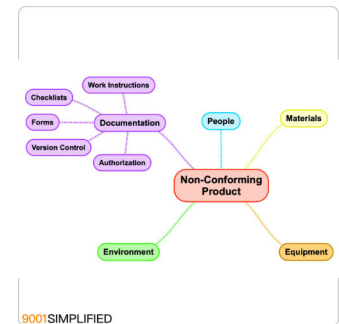 Work Instructions
Checklists
Forms
Documentation
Version Control
Authorization
People
Materials
Non-Conforming
Product
Environment
Equipment
9001SIMPLIFIED